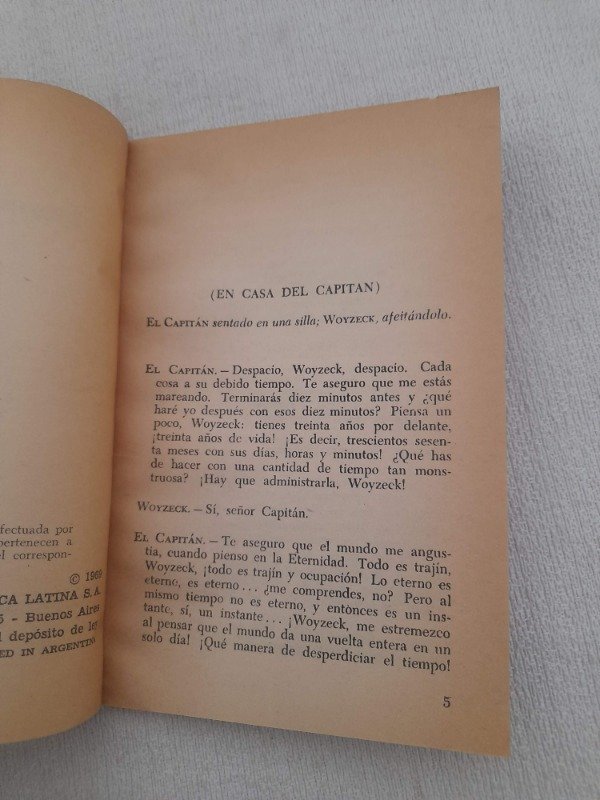 efectuada por
pertenecen a
el correspon-
© 1969
CA LATINA S. A.
5 - Buenos Aires
l depósito de ley
ED IN ARGENTINA
(EN CASA DEL CAPITAN)
EL CAPITÁN sentado en una silla; WOYZECK, afeitándolo.
EL CAPITÁN. — Despacio, Woyzeck, despacio. Cada
cosa a su debido tiempo. Te aseguro que me estás
mareando. Terminarás diez minutos antes y ¿qué
haré yo después con esos diez minutos? Piensa un
poco, Woyzeck: tienes treinta años por delante,
¡treinta años de vida! ¡Es decir, trescientos sesen-
ta meses con sus días, horas y minutos! ¿Qué has
de hacer con una cantidad de tiempo tan mons-
truosa? ¡Hay que administrarla, Woyzeck!
WOYZECK. — Sí, señor Capitán.
EL CAPITÁN. — Te aseguro que el mundo me angus-
tia, cuando pienso en la Eternidad. Todo es trajín,
Woyzeck, ¡todo es trajín y ocupación! Lo eterno es
eterno, es eterno... ¿me comprendes, no? Pero al
mismo tiempo no es eterno, y entonces es un ins-
tante, sí, un instante... ¡Woyzeck, me estremezco
al pensar que el mundo da una vuelta entera en un
solo día! ¡Qué manera de desperdiciar el tiempo!
5